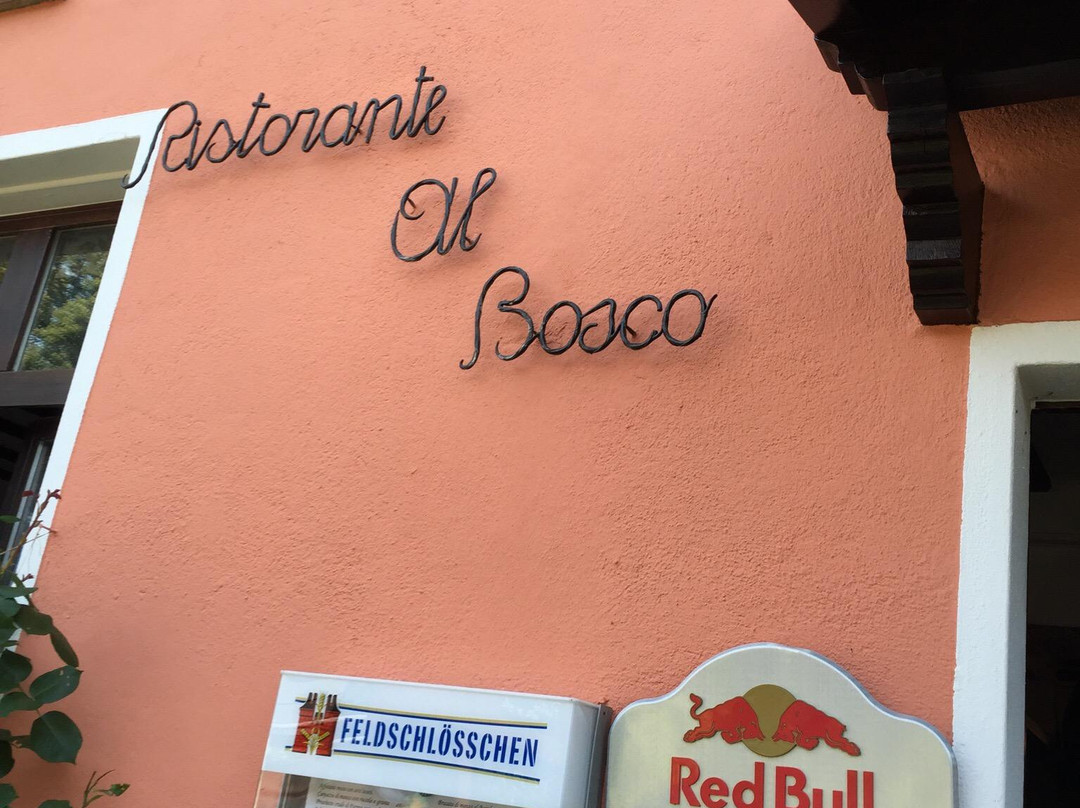 Ristorante
Al
Bosco
FELDSCHLÖSSCHEN
Red Bull